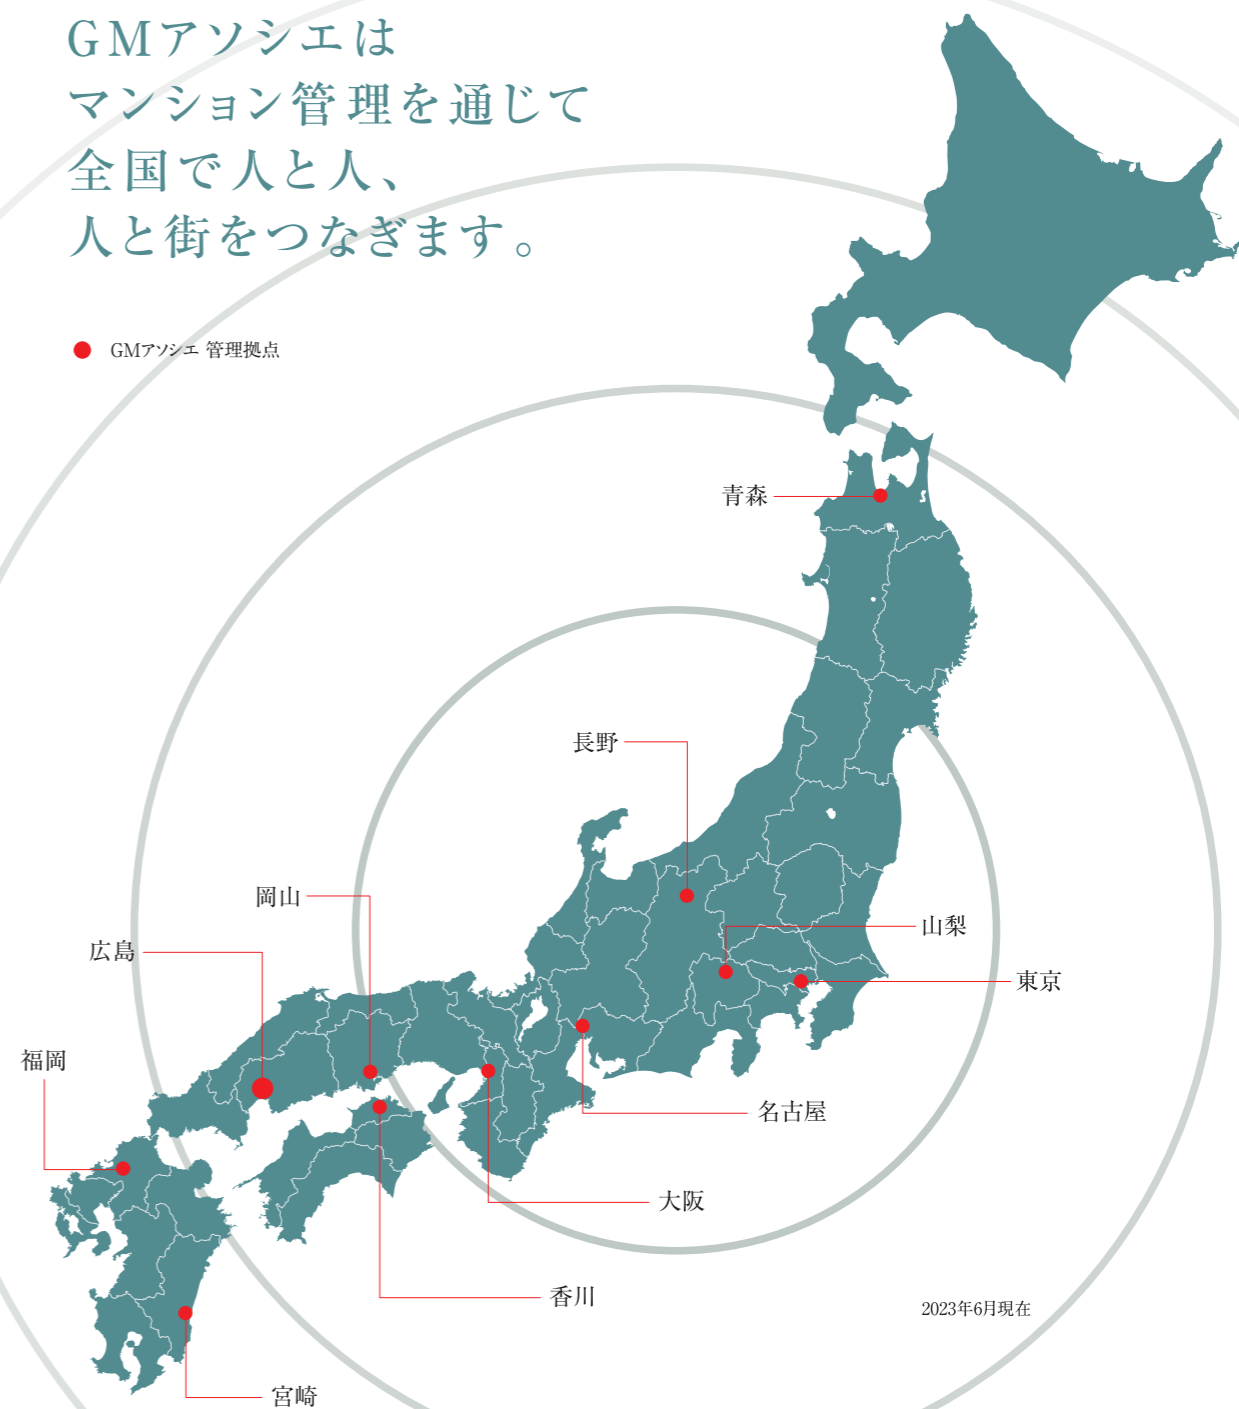 GMアソシエは
マンション管理を通じて
全国で人と人、
人と街をつなぎます。
GMアソシエ 管理拠点
青森
長野
岡山
山梨
広島
東京
福岡
名古屋
大阪
香川
2023年6月現在
宮崎